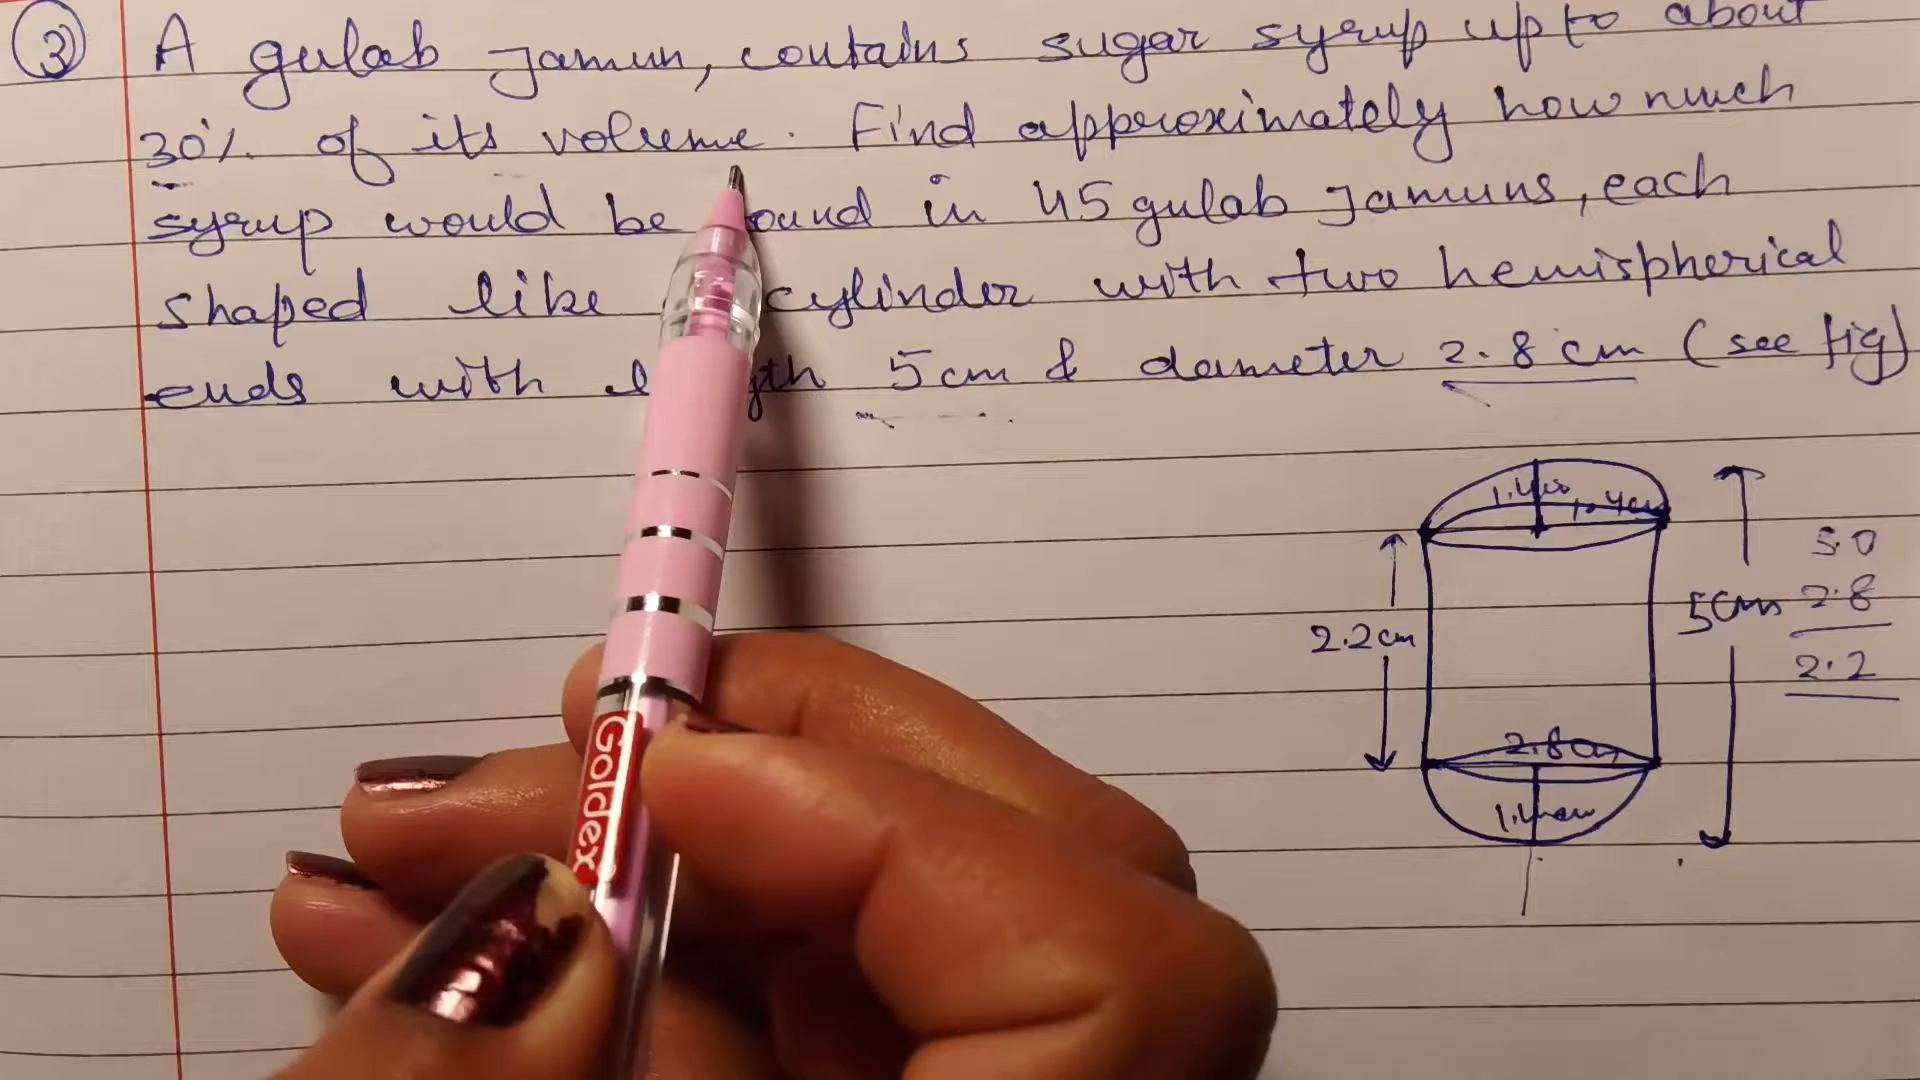 3 A gulab Jamun, contains sugar syrup up to about
30% of its volume. Find approximately how much
syrup would be found in 45 gulab Jamuns, each
shaped like cylinder with two hemispherical
ends with length 5cm & dameter 2.8 cm (see fig)
1.4cm 1.4cm
2.2cm
5cm
5.0
2.8
2.2
2.8cm
1.4cm
Goldex